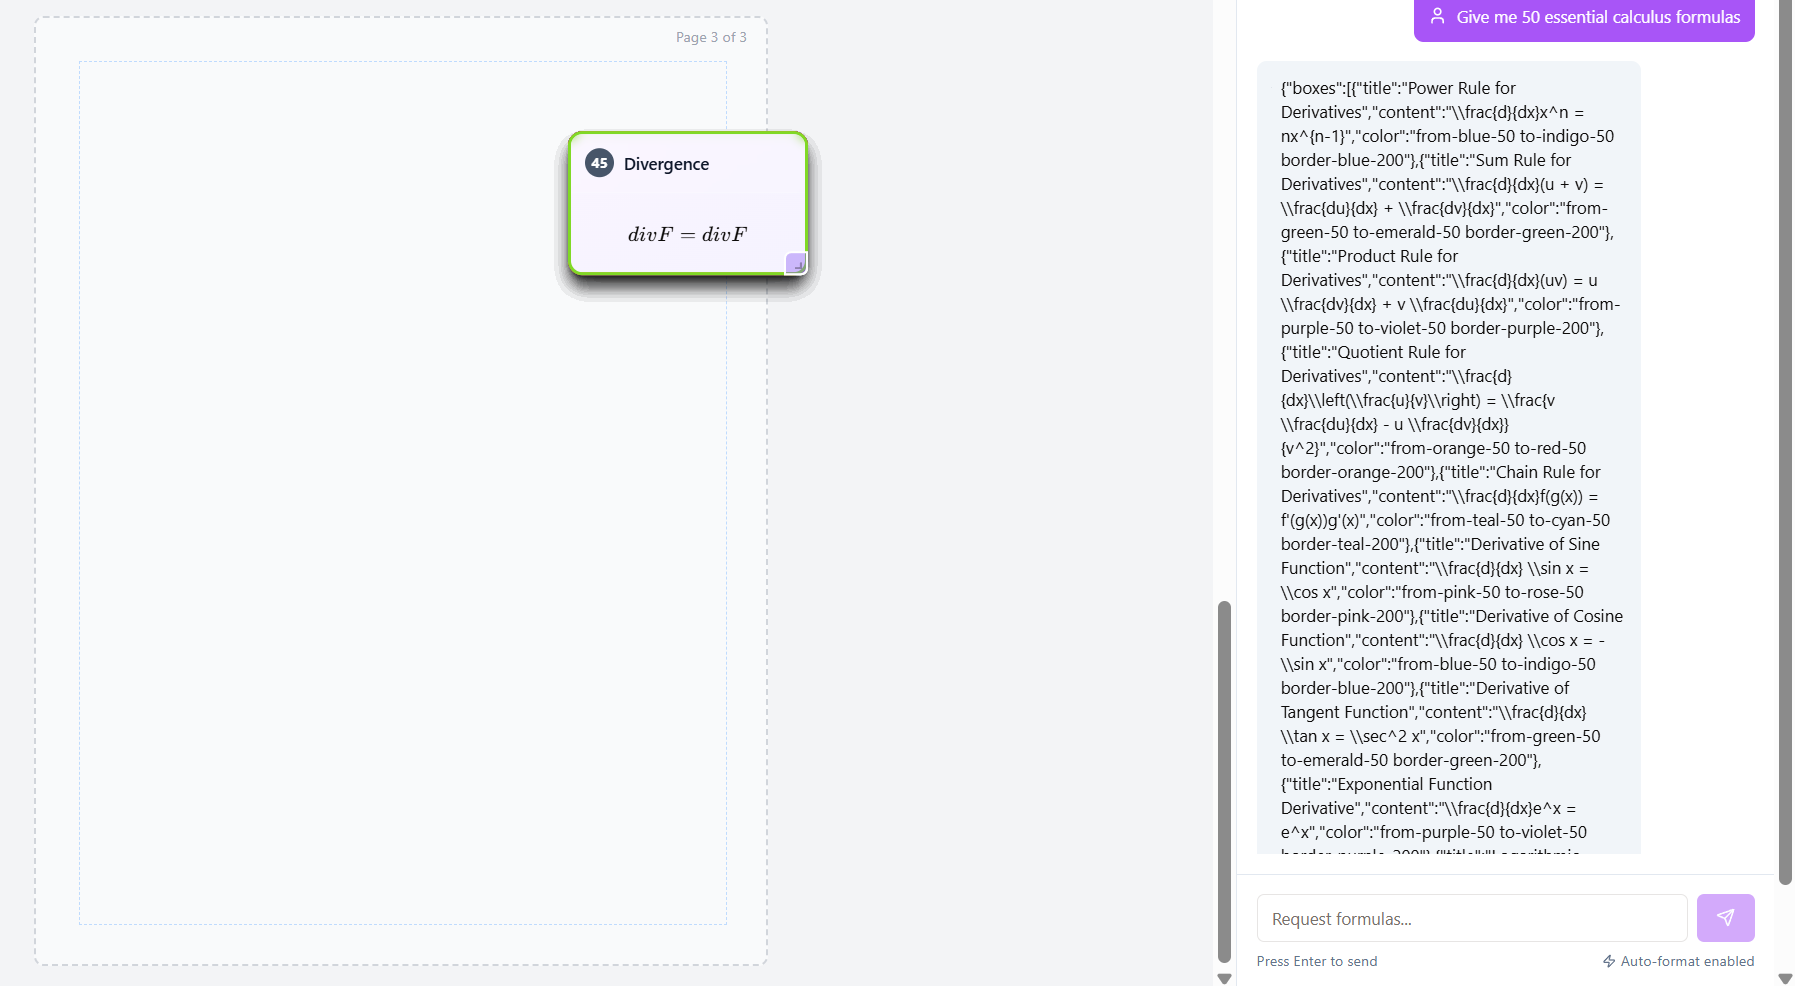 Page 3 of 3
45 Divergence
divF = divF
Give me 50 essential calculus formulas
{"boxes":[{"title":"Power Rule for
Derivatives","content":"\\frac{d}{dx}x^n =
nx^{n-1}","color":"from-blue-50 to-indigo-50
border-blue-200"},{"title":"Sum Rule for
Derivatives","content":"\\frac{d}{dx}(u + v) =
\\frac{du}{dx} + \\frac{dv}{dx}","color":"from-
green-50 to-emerald-50 border-green-200"},
{"title":"Product Rule for
Derivatives","content":"\\frac{d}{dx}(uv) = u
\\frac{dv}{dx} + v \\frac{du}{dx}","color":"from-
purple-50 to-violet-50 border-purple-200"},
{"title":"Quotient Rule for
Derivatives","content":"\\frac{d}
{dx}\\left(\\frac{u}{v}\\right) = \\frac{v
\\frac{du}{dx} - u \\frac{dv}{dx}}
{v^2}","color":"from-orange-50 to-red-50
border-orange-200"},{"title":"Chain Rule for
Derivatives","content":"\\frac{d}{dx}f(g(x)) =
f'(g(x))g'(x)","color":"from-teal-50 to-cyan-50
border-teal-200"},{"title":"Derivative of Sine
Function","content":"\\frac{d}{dx} \\sin x =
\\cos x","color":"from-pink-50 to-rose-50
border-pink-200"},{"title":"Derivative of Cosine
Function","content":"\\frac{d}{dx} \\cos x = -
\\sin x","color":"from-blue-50 to-indigo-50
border-blue-200"},{"title":"Derivative of
Tangent Function","content":"\\frac{d}{dx}
\\tan x = \\sec^2 x","color":"from-green-50
to-emerald-50 border-green-200"},
{"title":"Exponential Function
Derivative","content":"\\frac{d}{dx}e^x =
e^x","color":"from-purple-50 to-violet-50
border-purple-200"},{"title":"Logarithmic
Request formulas...
Press Enter to send
Auto-format enabled